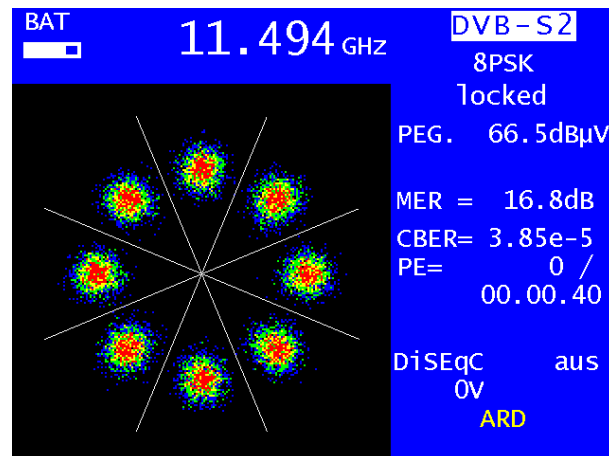 BAT
11.494 GHz
DVB-S2
8PSK
locked
PEG. 66.5dBµV
MER = 16.8dB
CBER= 3.85e-5
PE= 0 /
00.00.40
DiSEqC aus
0V
ARD